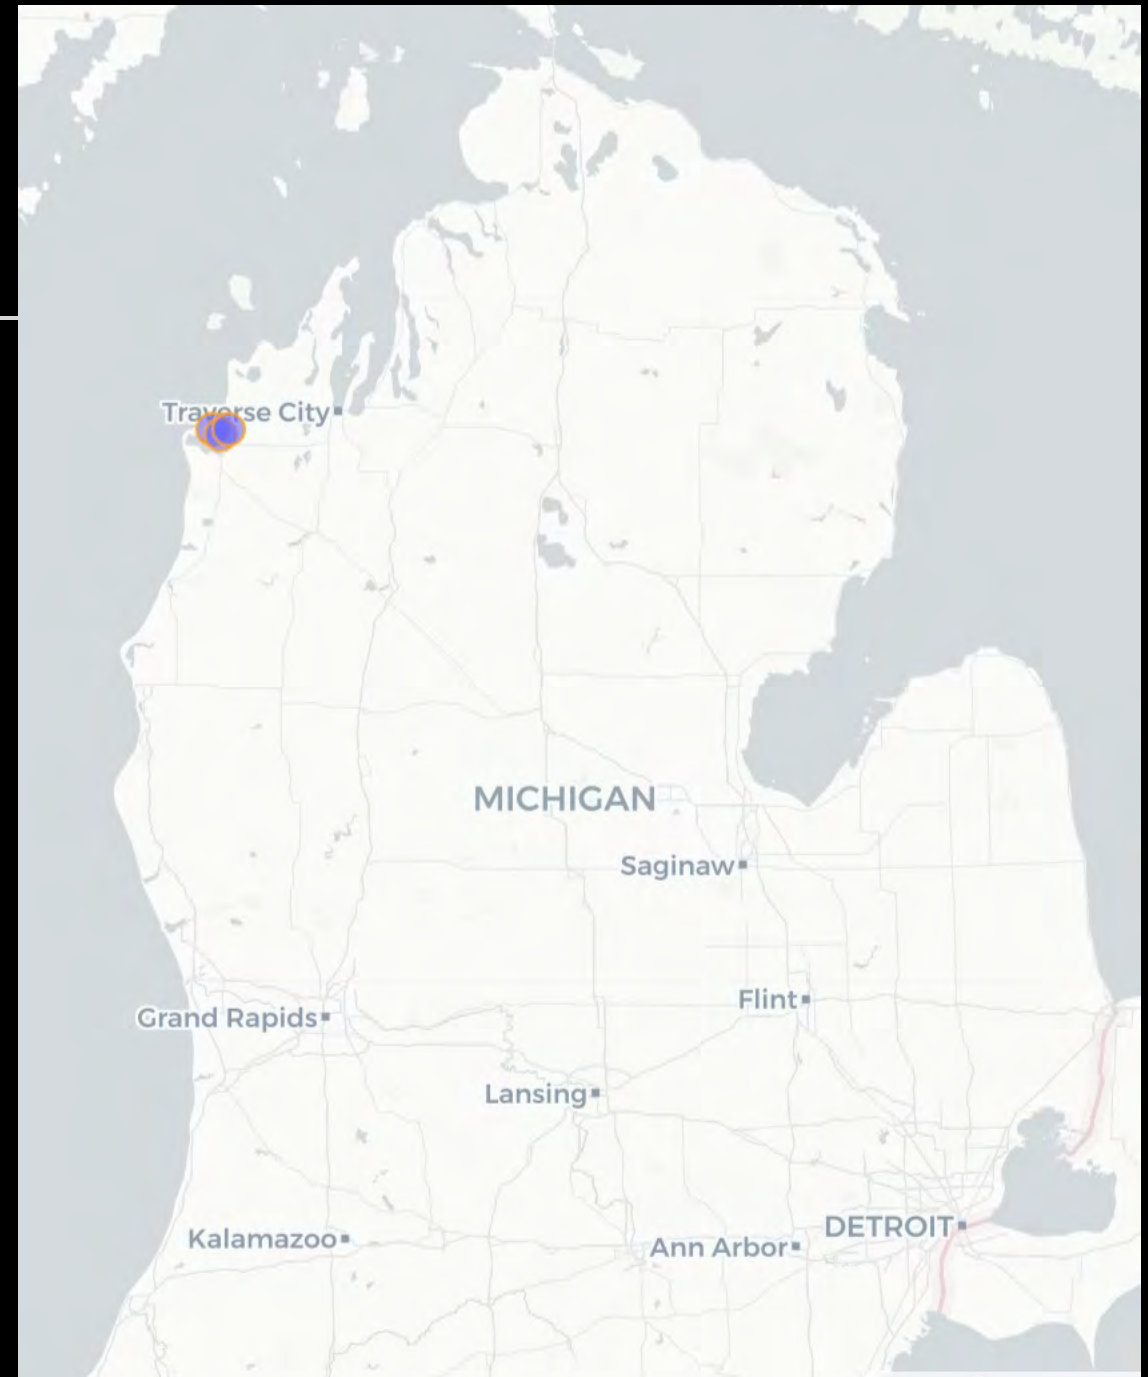 Traverse City
MICHIGAN
Saginaw
Flint
Grand Rapids
Lansing
Kalamazoo
DETROIT
Ann Arbor